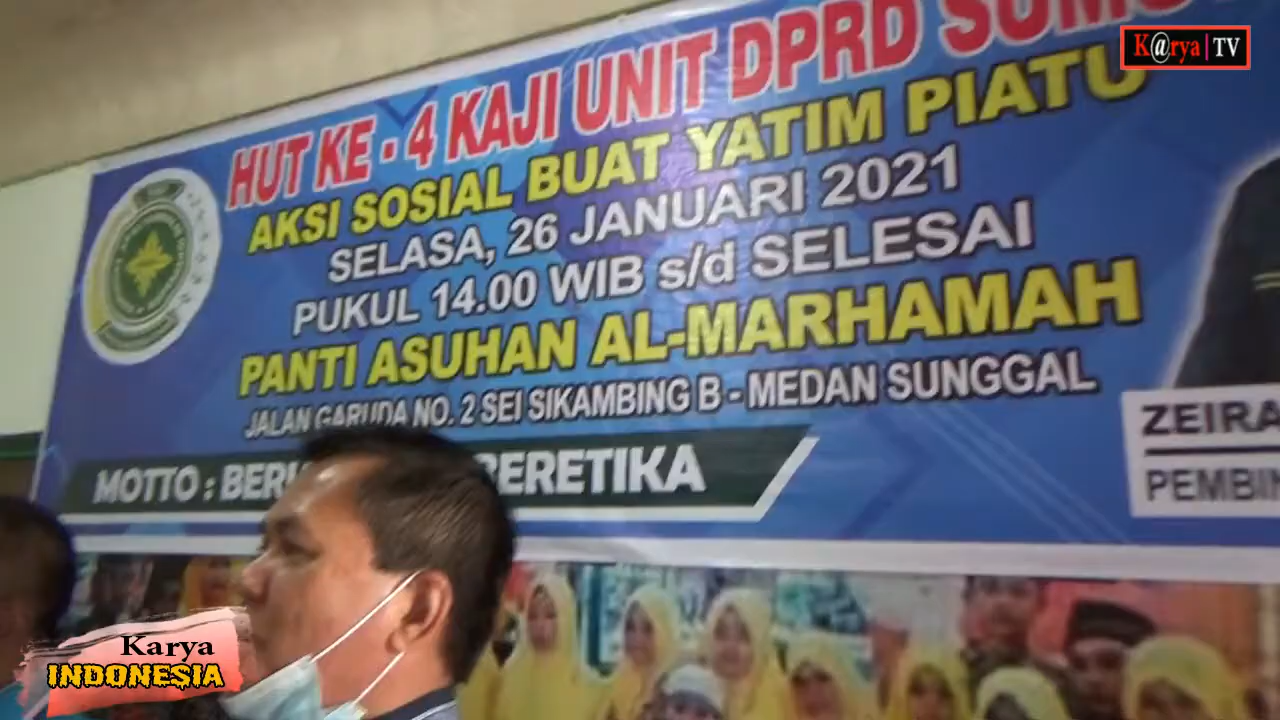 K@rya|TV
HUT KE - 4 KAJI UNIT DPRD
AKSI SOSIAL BUAT YATIM PIATU
SELASA, 26 JANUARI 2021
PUKUL 14.00 WIB s/d SELESAI
PANTI ASUHAN AL-MARHAMAH
JALAN GARUDA NO. 2 SEI SIKAMBING B - MEDAN SUNGGAL
MOTTO : BERETIKA
ZEIRA
Karya
INDONESIA